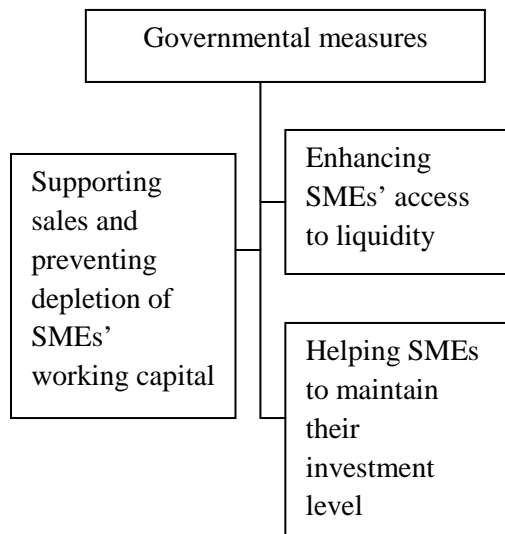 Governmental measures
Supporting
sales and
preventing
depletion of
SMEs’
working capital
Enhancing
SMEs’ access
to liquidity
Helping SMEs
to maintain
their
investment
level